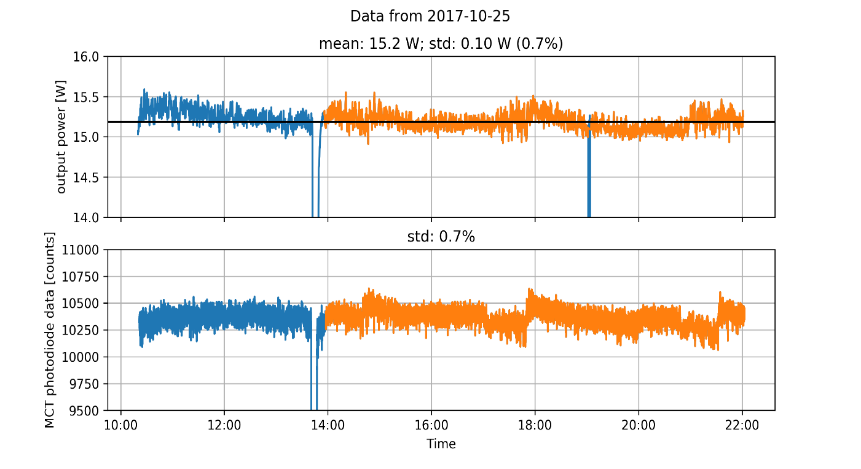 Data from 2017-10-25
mean: 15.2 W; std: 0.10 W (0.7%)
16.0
15.5
15.0
14.5
14.0
output power [W]
std: 0.7%
11000
10750
10500
10250
10000
9750
9500
MCT photodiode data [counts]
10:00 12:00 14:00 16:00 18:00 20:00 22:00
Time